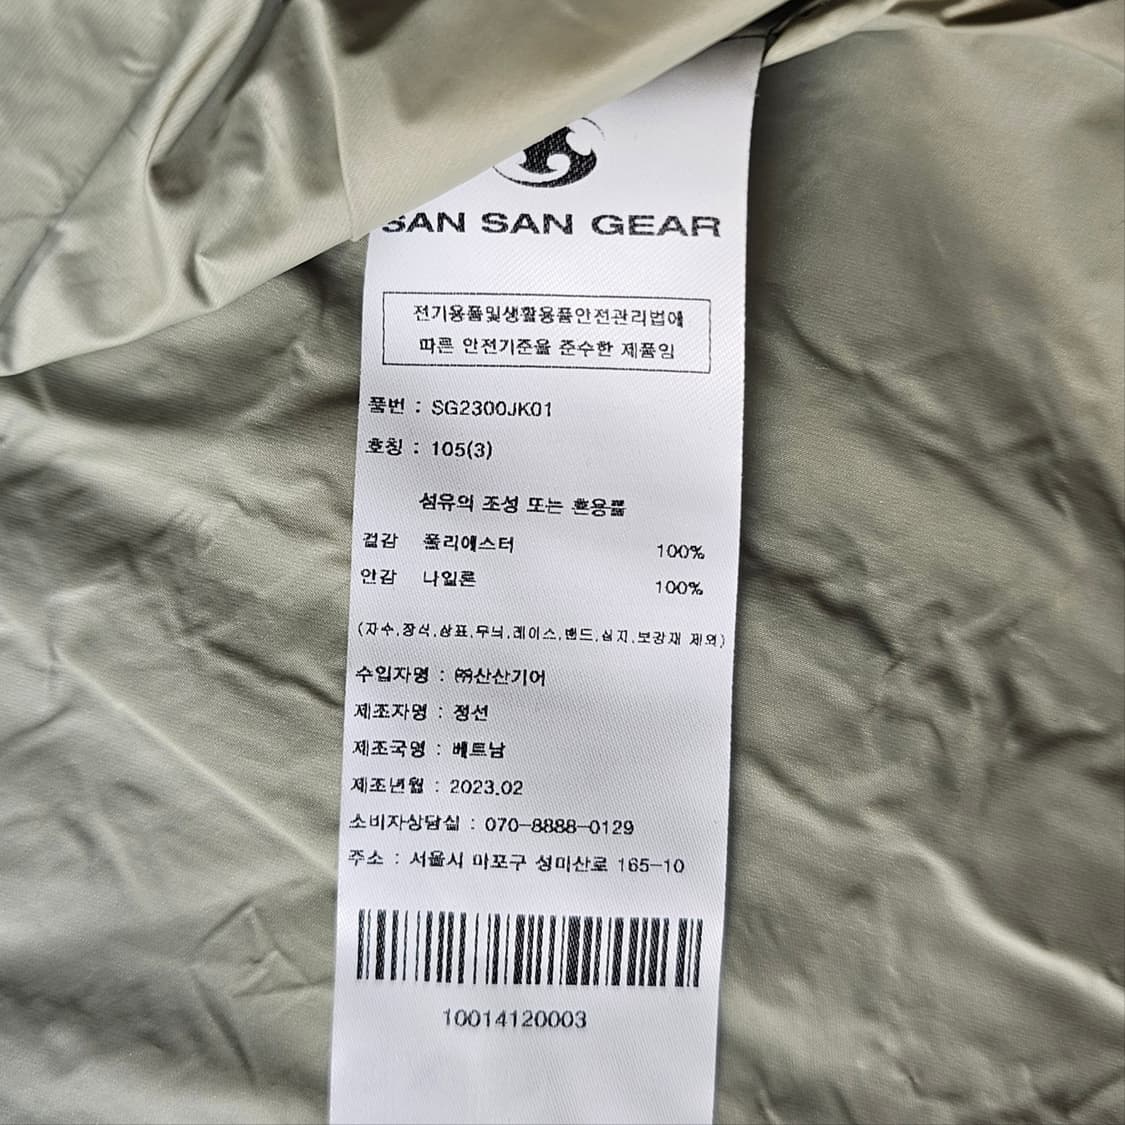 SAN SAN GEAR
전기용품및생활용품안전관리법에
따른 안전기준을 준수한 제품임
품번 : SG2300JK01
호칭 : 105(3)
섬유의 조성 또는 혼용률
겉감 폴리에스터 100%
안감 나일론 100%
(자수,장식,상표,무늬,레이스,밴드,심지,보강재 제외)
수입자명 : ㈜산산기어
제조자명 : 정선
제조국명 : 베트남
제조년월 : 2023.02
소비자상담실 : 070-8888-0129
주소 : 서울시 마포구 성미산로 165-10
10014120003